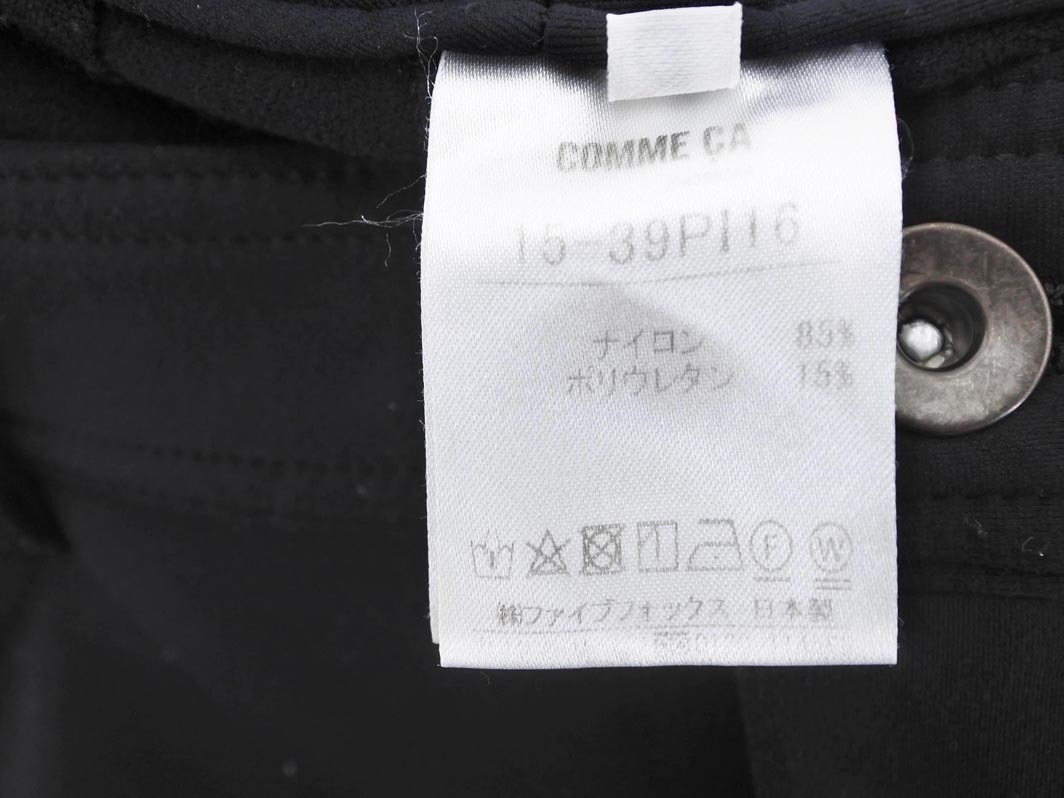 COMME ÇA
15-39PI16
ナイロン 85%
ポリウレタン 15%
F W
㈱ファイブフォックス 日本製